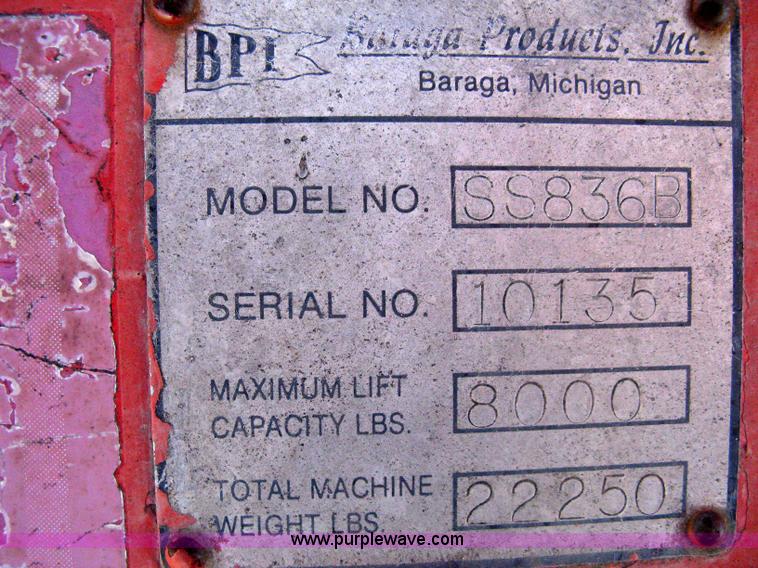 BPI Baraga Products, Inc.
Baraga, Michigan
MODEL NO. SS836B
SERIAL NO. 10135
MAXIMUM LIFT
CAPACITY LBS. 8000
TOTAL MACHINE
WEIGHT LBS. 22250
www.purplewave.com